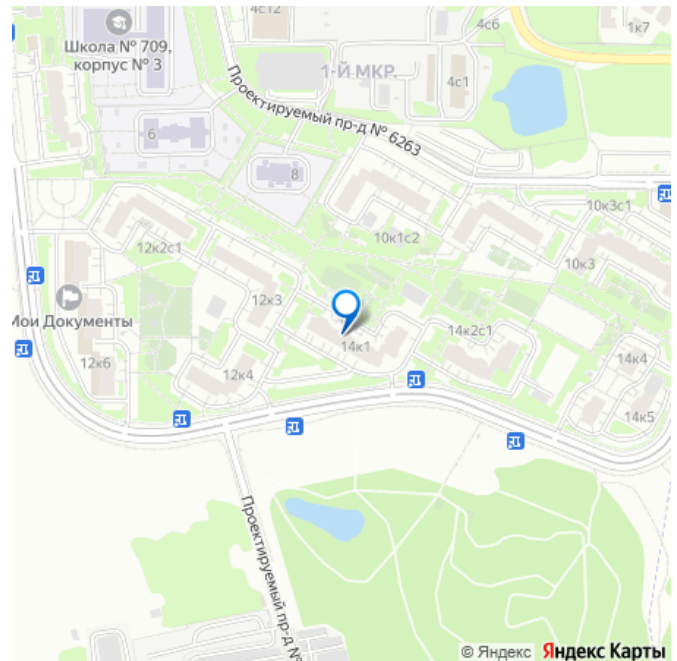 4с12
4с6
1к7
Школа № 709,
корпус № 3
1-Й МКР.
4с1
Проектируемый пр-д № 6263
6
8
10к3с1
10к1с2
12к2с1
10к3
12к3
Мои Документы
14к2с1
14к1
14к4
12к6
12к4
14к5
Проектируемый пр-д №
© Яндекс Яндекс Карты